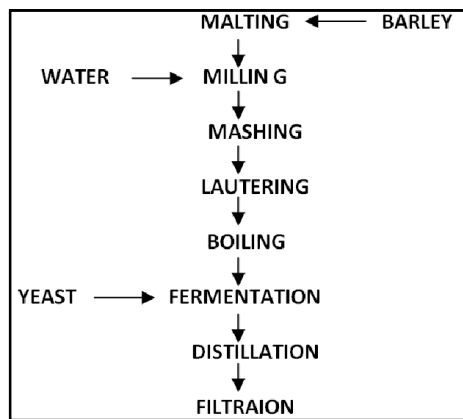 MALTING BARLEY
WATER MILLIN G
MASHING
LAUTERING
BOILING
YEAST FERMENTATION
DISTILLATION
FILTRAION